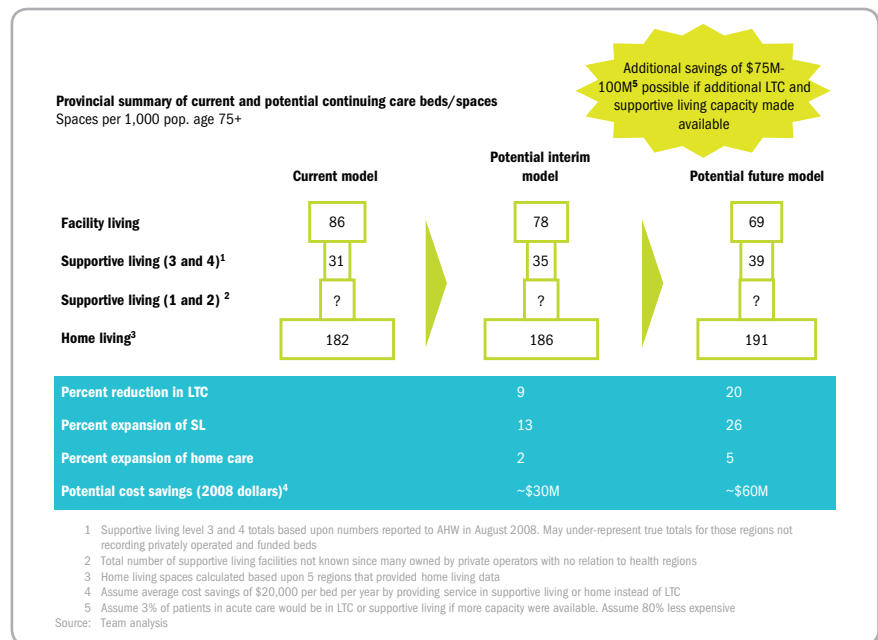 Additional savings of $75M-
100M5 possible if additional LTC and
supportive living capacity made
available
Provincial summary of current and potential continuing care beds/spaces
Spaces per 1,000 pop. age 75+
Current model
Potential interim
model
Potential future model
Facility living 86 78 69
Supportive living (3 and 4)1 31 35 39
Supportive living (1 and 2) 2 ? ? ?
Home living3 182 186 191
Percent reduction in LTC 9 20
Percent expansion of SL 13 26
Percent expansion of home care 2 5
Potential cost savings (2008 dollars)4 ~$30M ~$60M
1 Supportive living level 3 and 4 totals based upon numbers reported to AHW in August 2008. May under-represent true totals for those regions not
recording privately operated and funded beds
2 Total number of supportive living facilities not known since many owned by private operators with no relation to health regions
3 Home living spaces calculated based upon 5 regions that provided home living data
4 Assume average cost savings of $20,000 per bed per year by providing service in supportive living or home instead of LTC
5 Assume 3% of patients in acute care would be in LTC or supportive living if more capacity were available. Assume 80% less expensive
Source: Team analysis